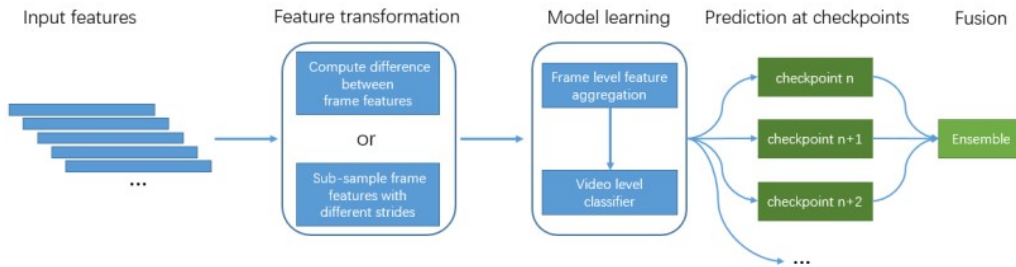 Input features
Feature transformation
Model learning
Prediction at checkpoints
Fusion
Compute difference
between
frame features
or
Sub-sample frame
features with
different strides
Frame level feature
aggregation
Video level
classifier
checkpoint n
checkpoint n+1
checkpoint n+2
...
Ensemble
...